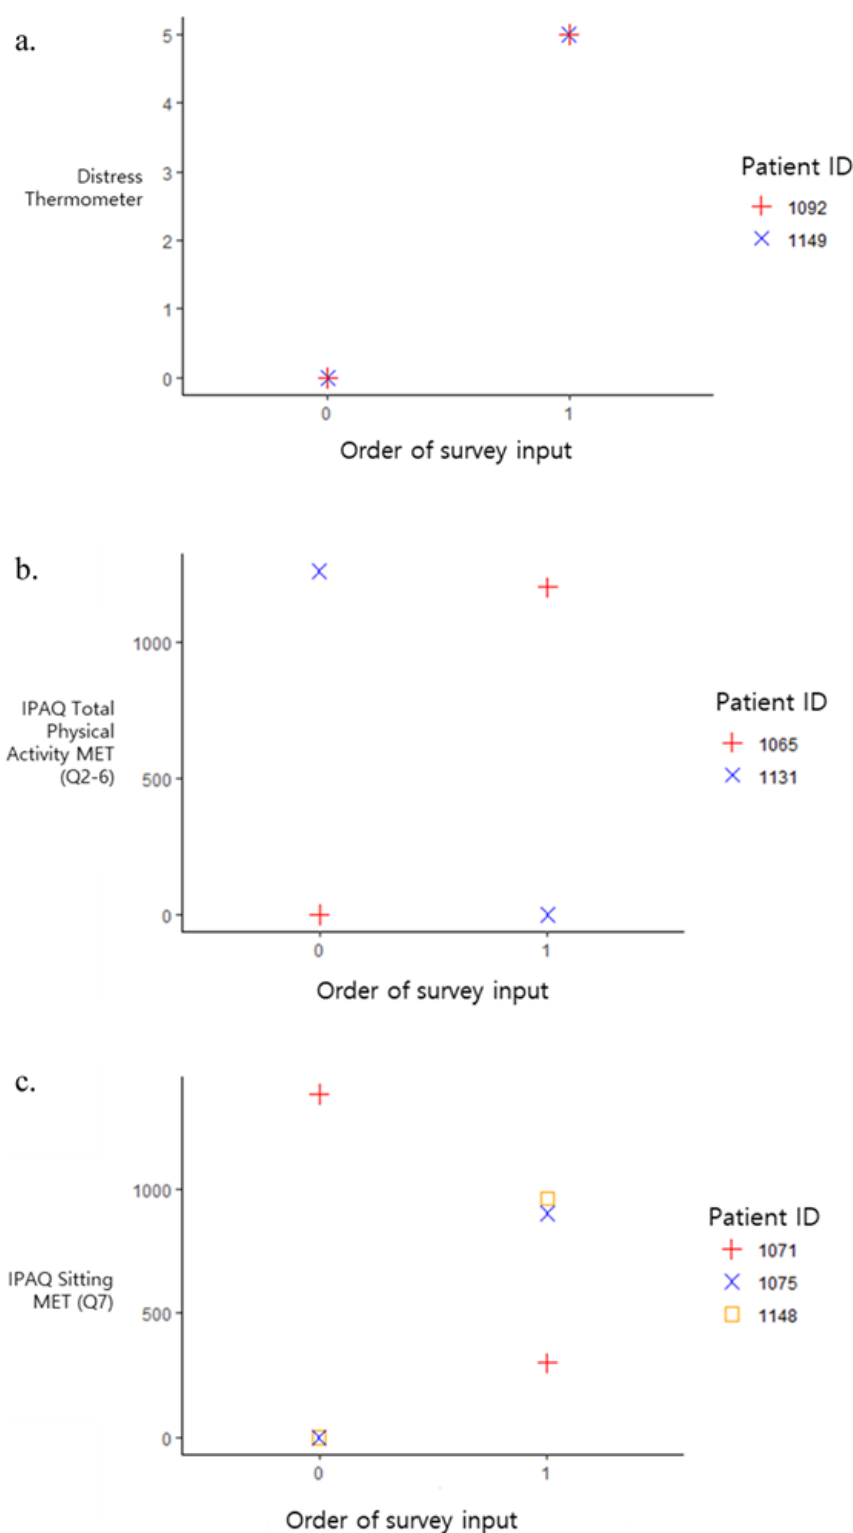 a.
5
4
3
2
1
0
Distress
Thermometer
0 1
Order of survey input
Patient ID
1092
1149
b.
1000
500
0
IPAQ Total
Physical
Activity MET
(Q2-6)
0 1
Order of survey input
Patient ID
1065
1131
c.
1000
500
0
IPAQ Sitting
MET (Q7)
0 1
Order of survey input
Patient ID
1071
1075
1148